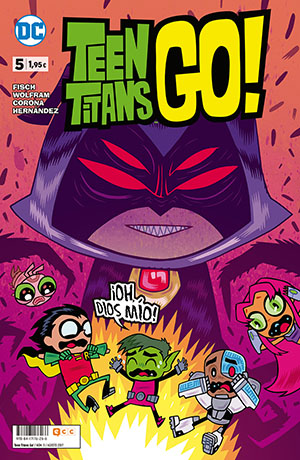 DC
TEEN
TITANS
GO!
5 | 1,95 €
FISCH
WOLFRAM
CORONA
HERNÁNDEZ
¡OH,
DIOS MÍO!
ECC